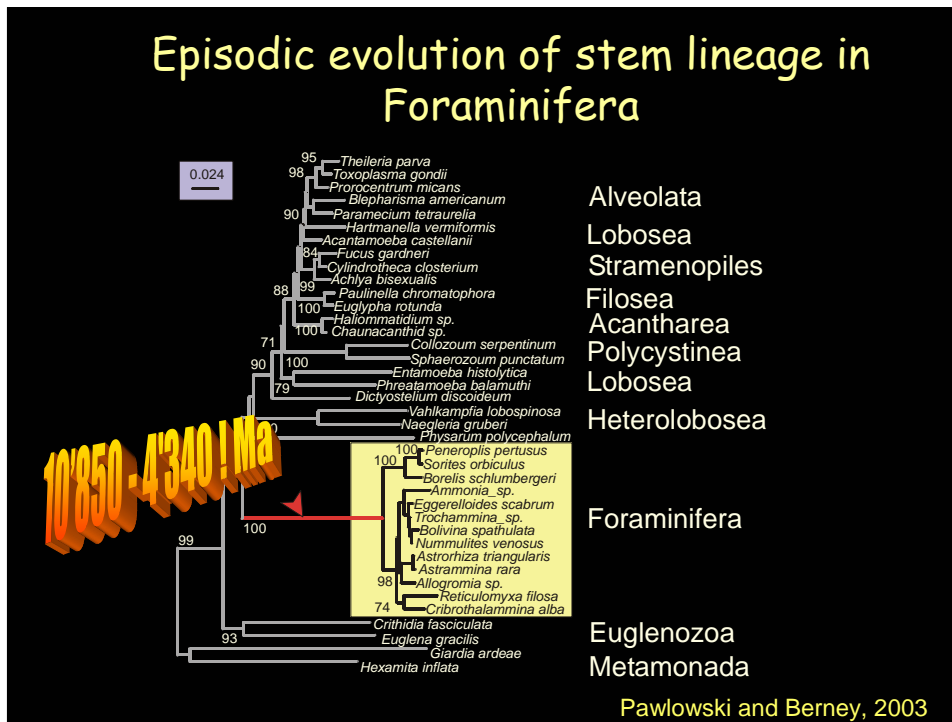 Episodic evolution of stem lineage in
Foraminifera
0.024
95
98
90
84
99
88
100
100
71
100
90
79
Theileria parva
Toxoplasma gondii
Prorocentrum micans
Blepharisma americanum
Paramecium tetraurelia
Hartmanella vermiformis
Acantamoeba castellanii
Fucus gardneri
Cylindrotheca closterium
Achlya bisexualis
Paulinella chromatophora
Euglypha rotunda
Haliommatidium sp.
Chaunacanthid sp.
Collozoum serpentinum
Sphaerozoum punctatum
Entamoeba histolytica
Phreatamoeba balamuthi
Dictyostelium discoideum
Vahlkampfia lobospinosa
Naegleria gruberi
Physarum polycephalum
10'850 - 4'340 ! Ma
100
100
100
98
74
Peneroplis pertusus
Sorites orbiculus
Borelis schlumbergeri
Ammonia_sp.
Eggerelloides scabrum
Trochammina_sp.
Bolivina spathulata
Nummulites venosus
Astrorhiza triangularis
Astrammina rara
Allogromia sp.
Reticulomyxa filosa
Cribrothalammina alba
99
93
Crithidia fasciculata
Euglena gracilis
Giardia ardeae
Hexamita inflata
Alveolata
Lobosea
Stramenopiles
Filosea
Acantharea
Polycystinea
Lobosea
Heterolobosea
Foraminifera
Euglenozoa
Metamonada
Pawlowski and Berney, 2003